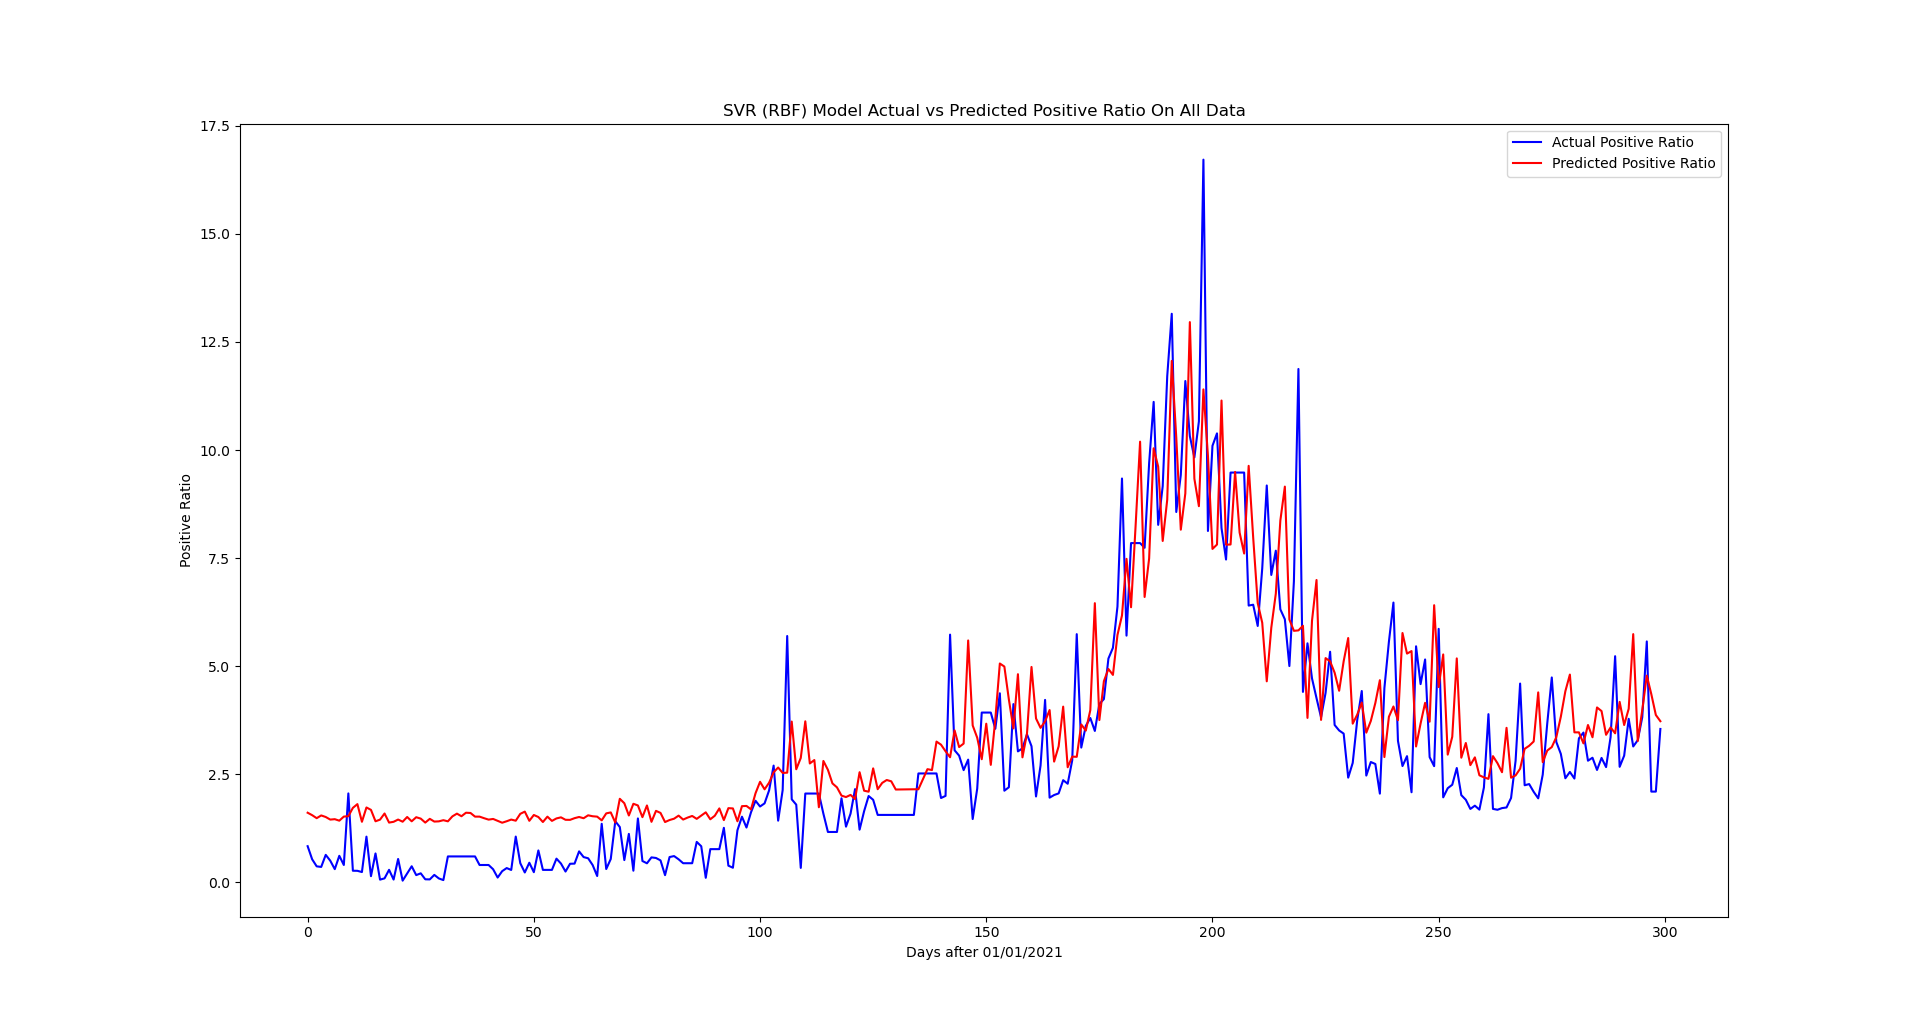 SVR (RBF) Model Actual vs Predicted Positive Ratio On All Data
17.5
15.0
12.5
10.0
7.5
5.0
2.5
0.0
Positive Ratio
Actual Positive Ratio
Predicted Positive Ratio
0 50 100 150 200 250 300
Days after 01/01/2021